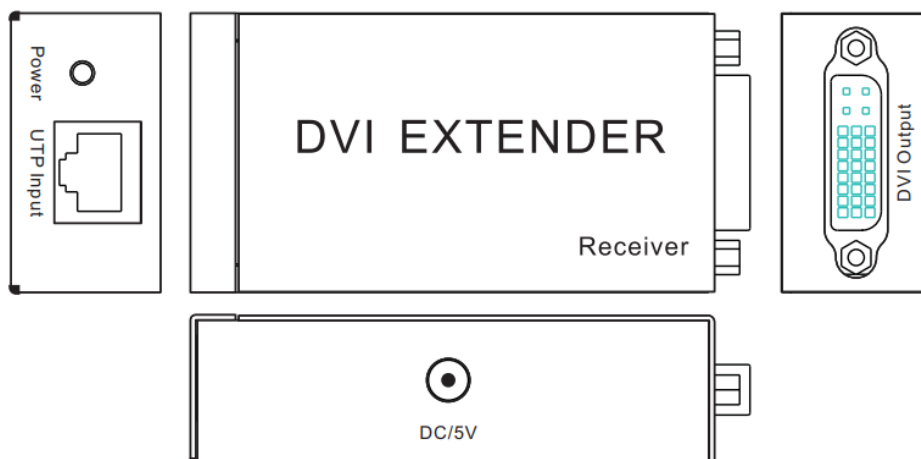 Power
UTP Input
DVI EXTENDER
Receiver
DVI Output
DC/5V